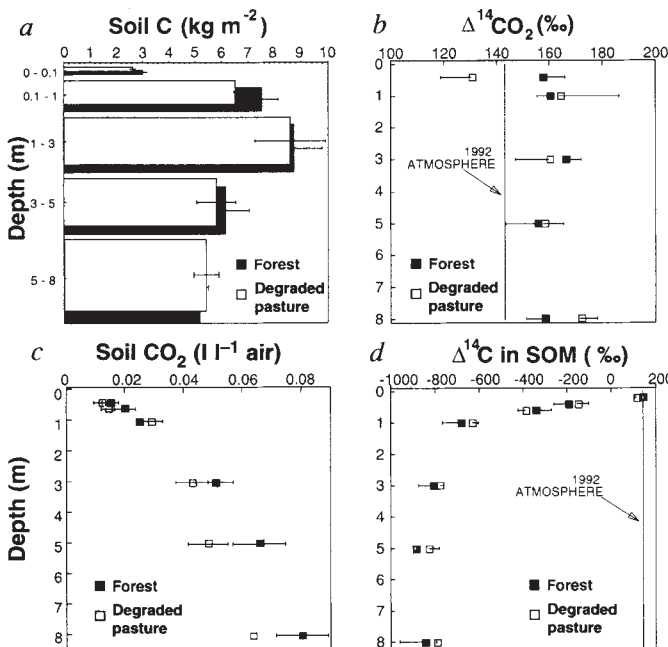 a
Soil C (kg m⁻²)
0 1 2 3 4 5 6 7 8 9 10
0 - 0.1
0.1 - 1
1 - 3
3 - 5
5 - 8
Depth (m)
Forest
Degraded
pasture
b
Δ¹⁴CO₂ (‰)
100 120 140 160 180 200
0
1
2
3
4
5
6
7
8
1992
ATMOSPHERE
Forest
Degraded
pasture
c
Soil CO₂ (l l⁻¹ air)
0 0.02 0.04 0.06 0.08
0
1
2
3
4
5
6
7
8
Depth (m)
Forest
Degraded
pasture
d
Δ¹⁴C in SOM (‰)
-1000 -800 -600 -400 -200 0 200
0
1
2
3
4
5
6
7
8
1992
ATMOSPHERE
Forest
Degraded
pasture